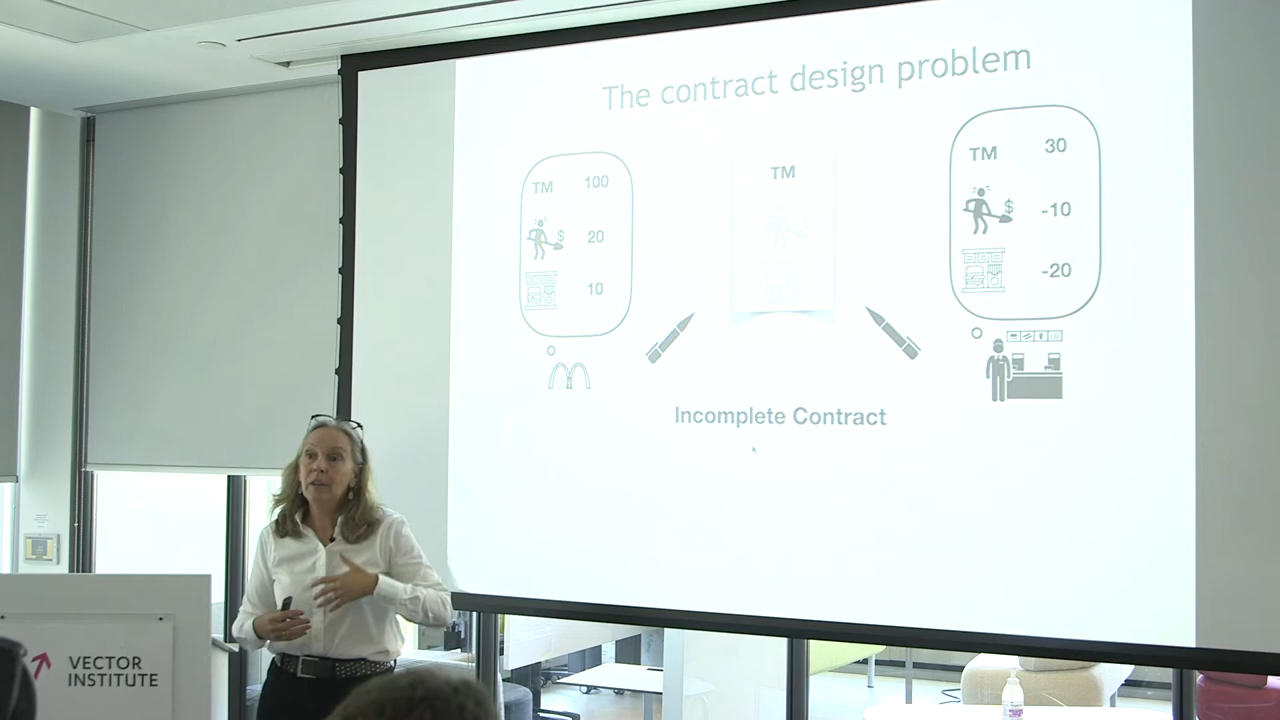 The contract design problem
TM 100
$ 20
10
TM
TM 30
$ -10
-20
Incomplete Contract
VECTOR
INSTITUTE